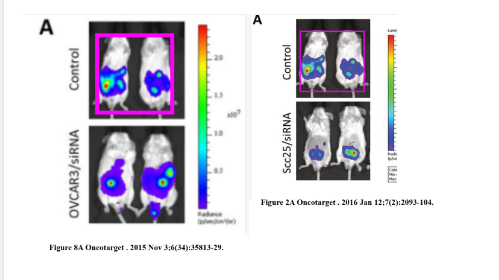 A
Control
OVCAR3/siRNA
2.0
1.5
x10⁷
1.0
0.5
Radiance
(p/sec/cm²/sr)
Figure 8A Oncotarget . 2015 Nov 3;6(34):35813-29.
A
Control
Scc25/siRNA
Figure 2A Oncotarget . 2016 Jan 12;7(2):2093-104.